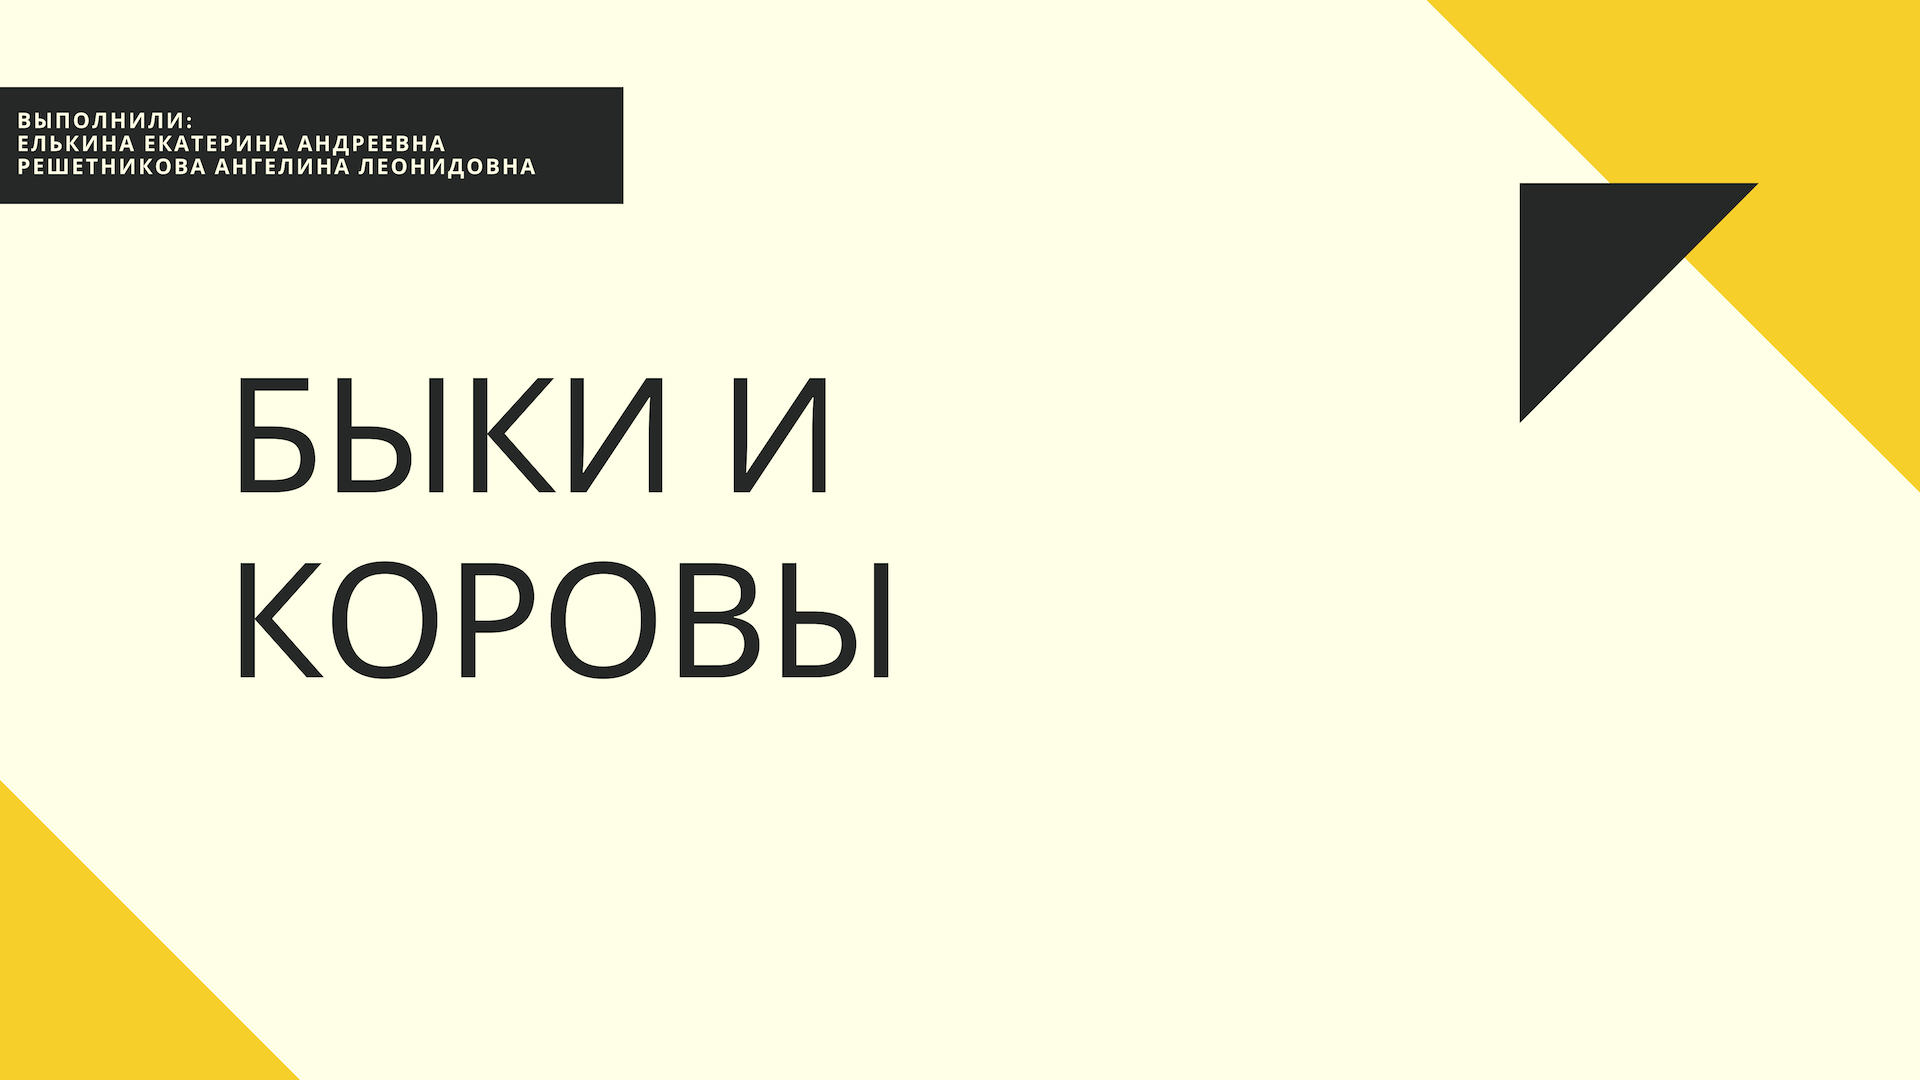 ВЫПОЛНИЛИ:
ЕЛЬКИНА ЕКАТЕРИНА АНДРЕЕВНА
РЕШЕТНИКОВА АНГЕЛИНА ЛЕОНИДОВНА
БЫКИ И
КОРОВЫ